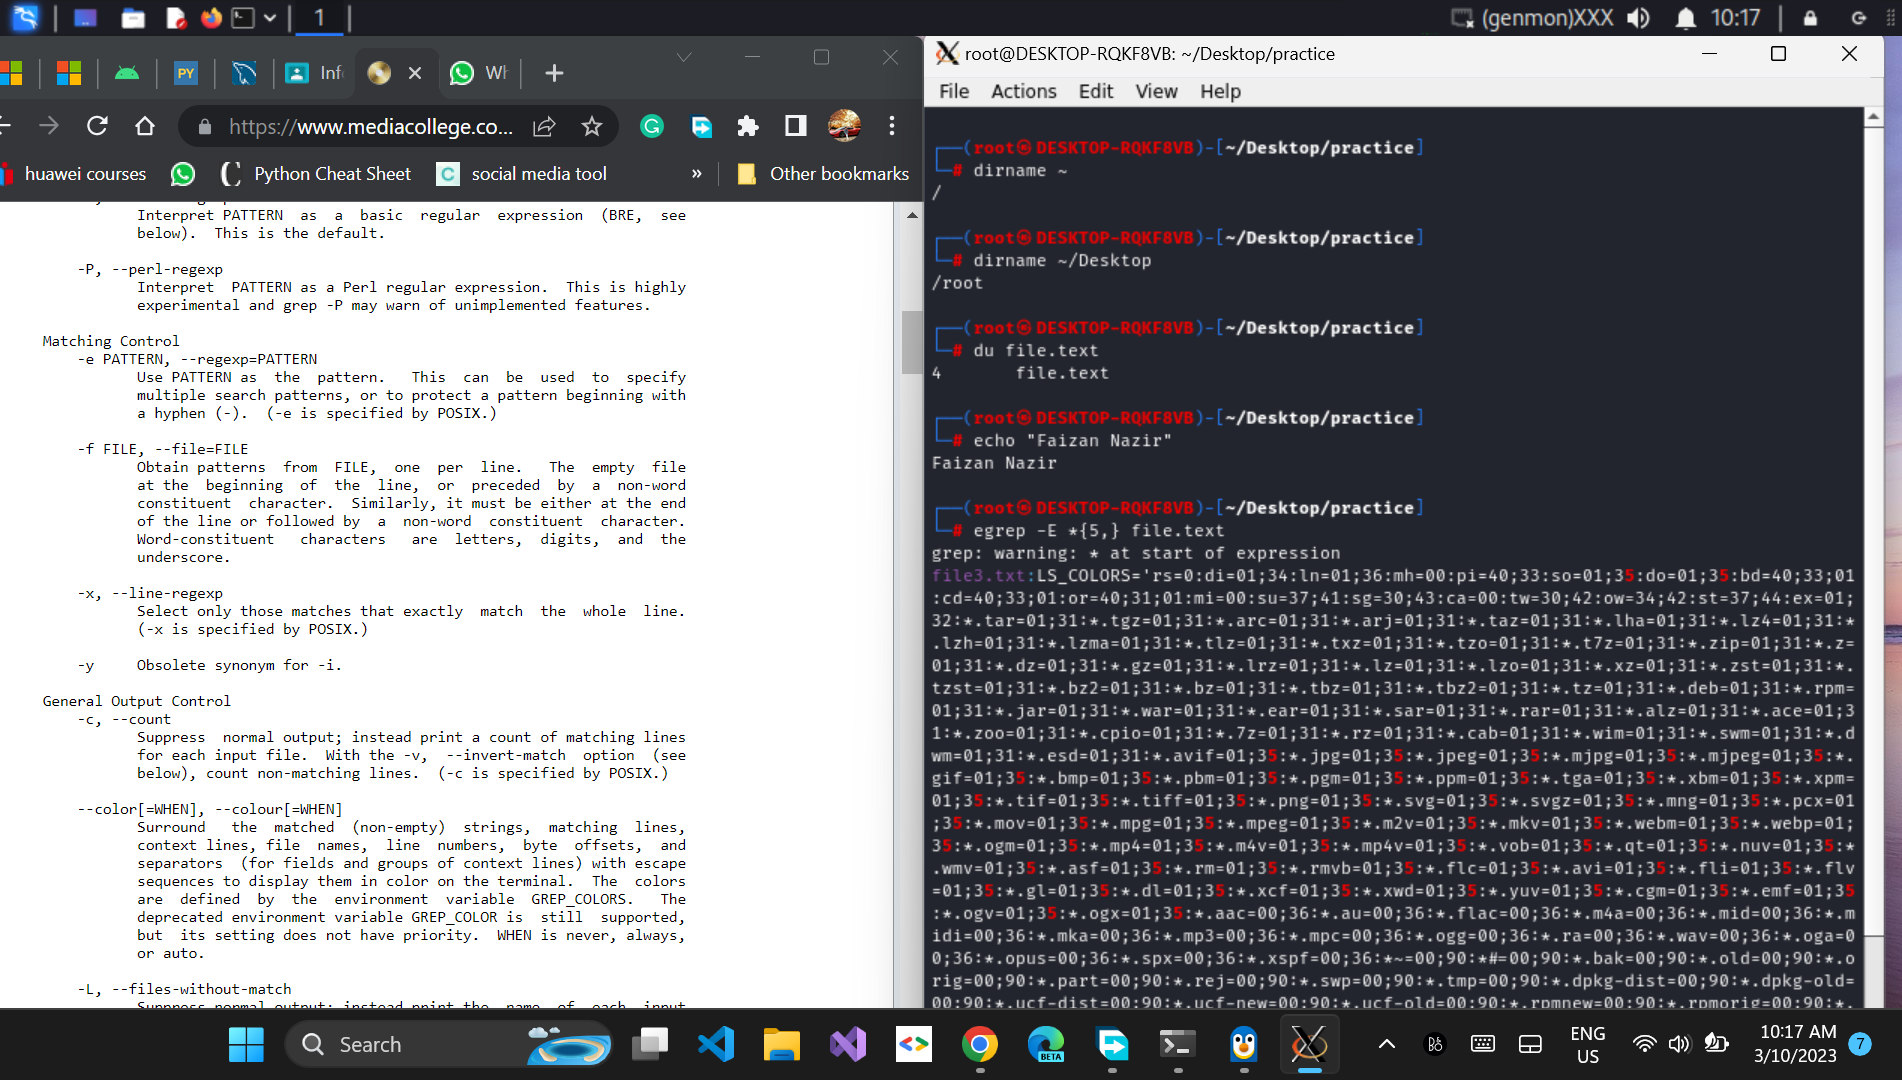 1
(genmon)XXX
10:17
PY
Inf
Wh
https://www.mediacollege.co...
huawei courses
Python Cheat Sheet
C
social media tool
»
Other bookmarks
Interpret PATTERN as a basic regular expression (BRE, see
below). This is the default.
-P, --perl-regexp
Interpret PATTERN as a Perl regular expression. This is highly
experimental and grep -P may warn of unimplemented features.
Matching Control
-e PATTERN, --regexp=PATTERN
Use PATTERN as the pattern. This can be used to specify
multiple search patterns, or to protect a pattern beginning with
a hyphen (-). (-e is specified by POSIX.)
-f FILE, --file=FILE
Obtain patterns from FILE, one per line. The empty file
at the beginning of the line, or preceded by a non-word
constituent character. Similarly, it must be either at the end
of the line or followed by a non-word constituent character.
Word-constituent characters are letters, digits, and the
underscore.
-x, --line-regexp
Select only those matches that exactly match the whole line.
(-x is specified by POSIX.)
-y Obsolete synonym for -i.
General Output Control
-c, --count
Suppress normal output; instead print a count of matching lines
for each input file. With the -v, --invert-match option (see
below), count non-matching lines. (-c is specified by POSIX.)
--color[=WHEN], --colour[=WHEN]
Surround the matched (non-empty) strings, matching lines,
context lines, file names, line numbers, byte offsets, and
separators (for fields and groups of context lines) with escape
sequences to display them in color on the terminal. The colors
are defined by the environment variable GREP_COLORS. The
deprecated environment variable GREP_COLOR is still supported,
but its setting does not have priority. WHEN is never, always,
or auto.
-L, --files-without-match
Suppress normal output; instead print the name of each input
root@DESKTOP-RQKF8VB: ~/Desktop/practice
File Actions Edit View Help
(root㉿DESKTOP-RQKF8VB)-[~/Desktop/practice]
# dirname ~
/
(root㉿DESKTOP-RQKF8VB)-[~/Desktop/practice]
# dirname ~/Desktop
/root
(root㉿DESKTOP-RQKF8VB)-[~/Desktop/practice]
# du file.text
4 file.text
(root㉿DESKTOP-RQKF8VB)-[~/Desktop/practice]
# echo "Faizan Nazir"
Faizan Nazir
(root㉿DESKTOP-RQKF8VB)-[~/Desktop/practice]
# egrep -E *{5,} file.text
grep: warning: * at start of expression
file3.txt:LS_COLORS='rs=0:di=01;34:ln=01;36:mh=00:pi=40;33:so=01;35:do=01;35:bd=40;33;01
:cd=40;33;01:or=40;31;01:mi=00:su=37;41:sg=30;43:ca=00:tw=30;42:ow=34;42:st=37;44:ex=01;
32:*.tar=01;31:*.tgz=01;31:*.arc=01;31:*.arj=01;31:*.taz=01;31:*.lha=01;31:*.lz4=01;31:*
.lzh=01;31:*.lzma=01;31:*.tlz=01;31:*.txz=01;31:*.tzo=01;31:*.t7z=01;31:*.zip=01;31:*.z=
01;31:*.dz=01;31:*.gz=01;31:*.lrz=01;31:*.lz=01;31:*.lzo=01;31:*.xz=01;31:*.zst=01;31:*.
tzst=01;31:*.bz2=01;31:*.bz=01;31:*.tbz=01;31:*.tbz2=01;31:*.tz=01;31:*.deb=01;31:*.rpm=
01;31:*.jar=01;31:*.war=01;31:*.ear=01;31:*.sar=01;31:*.rar=01;31:*.alz=01;31:*.ace=01;3
1:*.zoo=01;31:*.cpio=01;31:*.7z=01;31:*.rz=01;31:*.cab=01;31:*.wim=01;31:*.swm=01;31:*.d
wm=01;31:*.esd=01;31:*.avif=01;35:*.jpg=01;35:*.jpeg=01;35:*.mjpg=01;35:*.mjpeg=01;35:*.
gif=01;35:*.bmp=01;35:*.pbm=01;35:*.pgm=01;35:*.ppm=01;35:*.tga=01;35:*.xbm=01;35:*.xpm=
01;35:*.tif=01;35:*.tiff=01;35:*.png=01;35:*.svg=01;35:*.svgz=01;35:*.mng=01;35:*.pcx=01
;35:*.mov=01;35:*.mpg=01;35:*.mpeg=01;35:*.m2v=01;35:*.mkv=01;35:*.webm=01;35:*.webp=01;
35:*.ogm=01;35:*.mp4=01;35:*.m4v=01;35:*.mp4v=01;35:*.vob=01;35:*.qt=01;35:*.nuv=01;35:*
.wmv=01;35:*.asf=01;35:*.rm=01;35:*.rmvb=01;35:*.flc=01;35:*.avi=01;35:*.fli=01;35:*.flv
=01;35:*.gl=01;35:*.dl=01;35:*.xcf=01;35:*.xwd=01;35:*.yuv=01;35:*.cgm=01;35:*.emf=01;35
:*.ogv=01;35:*.ogx=01;35:*.aac=00;36:*.au=00;36:*.flac=00;36:*.m4a=00;36:*.mid=00;36:*.m
idi=00;36:*.mka=00;36:*.mp3=00;36:*.mpc=00;36:*.ogg=00;36:*.ra=00;36:*.wav=00;36:*.oga=0
0;36:*.opus=00;36:*.spx=00;36:*.xspf=00;36:*~=00;90:*#=00;90:*.bak=00;90:*.old=00;90:*.o
rig=00;90:*.part=00;90:*.rej=00;90:*.swp=00;90:*.tmp=00;90:*.dpkg-dist=00;90:*.dpkg-old=
00;90:*.ucf-dist=00;90:*.ucf-new=00;90:*.ucf-old=00;90:*.rpmnew=00;90:*.rpmorig=00;90:*.
Search
BETA
ENG
US
10:17 AM
3/10/2023
7